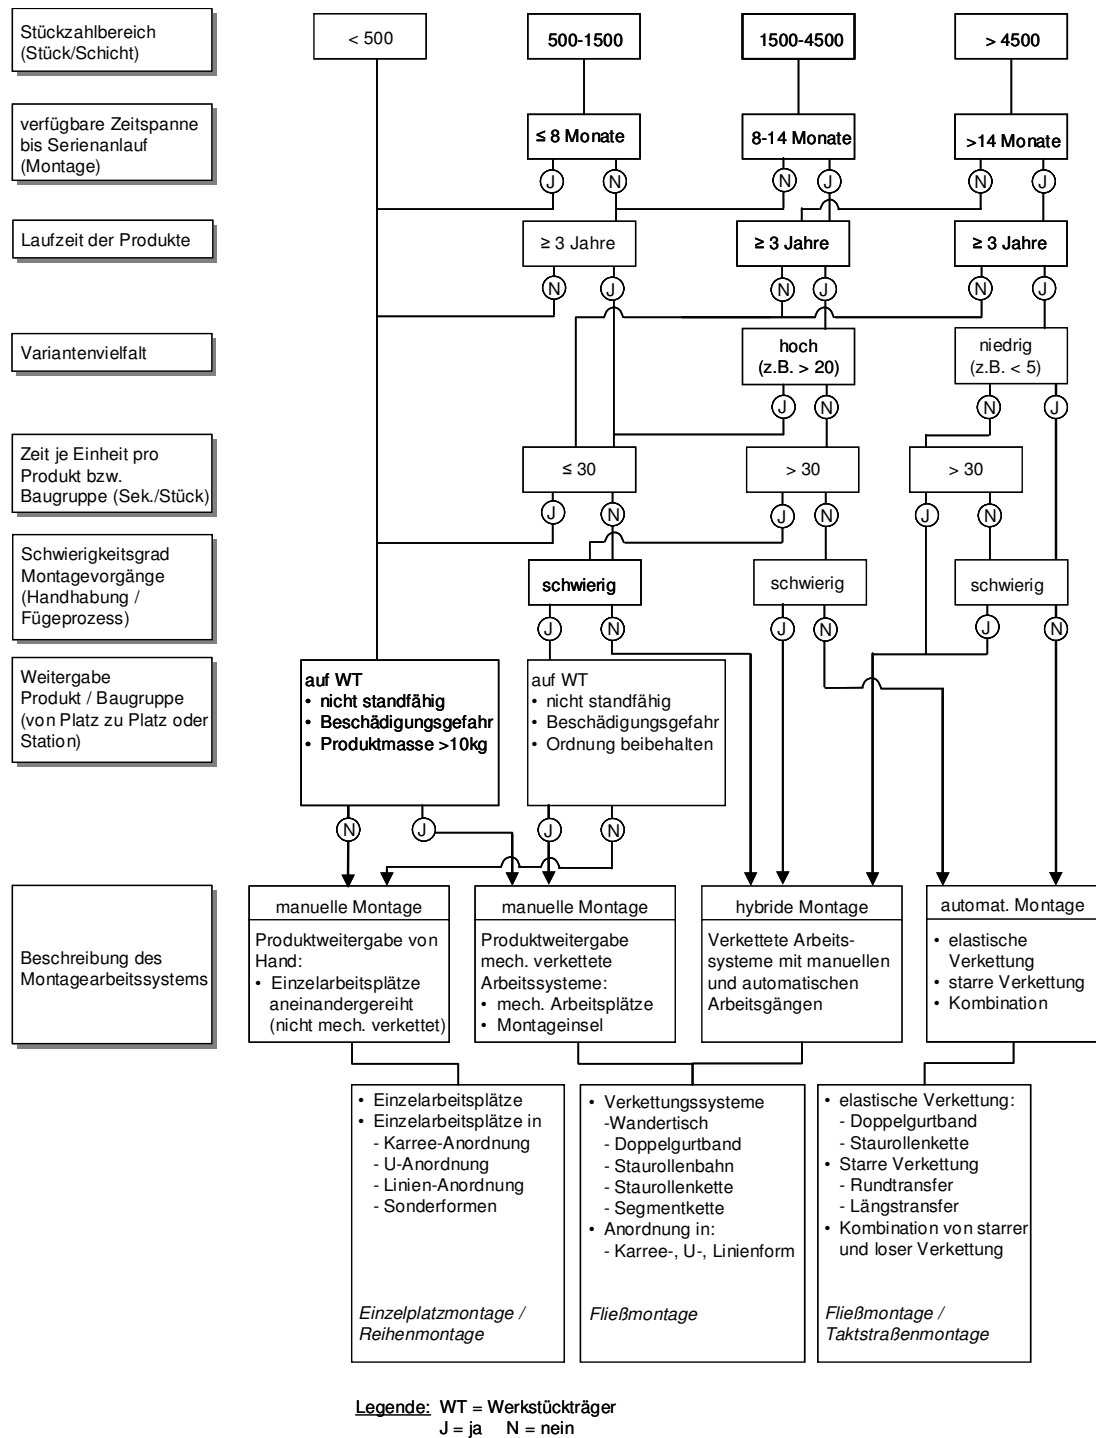 Stückzahlbereich
(Stück/Schicht)
< 500
500-1500
1500-4500
> 4500
verfügbare Zeitspanne
bis Serienanlauf
(Montage)
≤ 8 Monate
8-14 Monate
>14 Monate
J
N
N
J
N
J
Laufzeit der Produkte
≥ 3 Jahre
≥ 3 Jahre
≥ 3 Jahre
N
J
N
J
N
J
Variantenvielfalt
hoch
(z.B. > 20)
niedrig
(z.B. < 5)
J
N
N
J
Zeit je Einheit pro
Produkt bzw.
Baugruppe (Sek./Stück)
≤ 30
> 30
> 30
J
N
J
N
J
N
Schwierigkeitsgrad
Montagevorgänge
(Handhabung /
Fügeprozess)
schwierig
schwierig
schwierig
J
N
J
N
J
N
Weitergabe
Produkt / Baugruppe
(von Platz zu Platz oder
Station)
auf WT
• nicht standfähig
• Beschädigungsgefahr
• Produktmasse >10kg
auf WT
• nicht standfähig
• Beschädigungsgefahr
• Ordnung beibehalten
N
J
J
N
Beschreibung des
Montagearbeitssystems
manuelle Montage
Produktweitergabe von
Hand:
• Einzelarbeitsplätze
aneinandergereiht
(nicht mech. verkettet)
manuelle Montage
Produktweitergabe
mech. verkettete
Arbeitssysteme:
• mech. Arbeitsplätze
• Montageinsel
hybride Montage
Verkettete Arbeits-
systeme mit manuellen
und automatischen
Arbeitsgängen
automat. Montage
• elastische
Verkettung
• starre Verkettung
• Kombination
• Einzelarbeitsplätze
• Einzelarbeitsplätze in
- Karree-Anordnung
- U-Anordnung
- Linien-Anordnung
- Sonderformen
Einzelplatzmontage /
Reihenmontage
• Verkettungssysteme
-Wandertisch
- Doppelgurtband
- Staurollenbahn
- Staurollenkette
- Segmentkette
• Anordnung in:
- Karree-, U-, Linienform
Fließmontage
• elastische Verkettung:
- Doppelgurtband
- Staurollenkette
• Starre Verkettung
- Rundtransfer
- Längstransfer
• Kombination von starrer
und loser Verkettung
Fließmontage /
Taktstraßenmontage
Legende: WT = Werkstückträger
J = ja N = nein